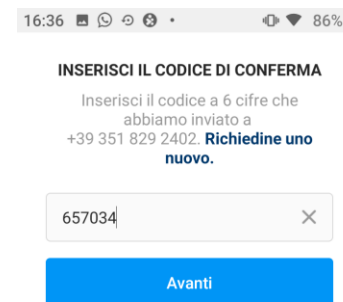 16:36 86%
INSERISCI IL CODICE DI CONFERMA
Inserisci il codice a 6 cifre che
abbiamo inviato a
+39 351 829 2402. Richiedine uno
nuovo.
657034
Avanti